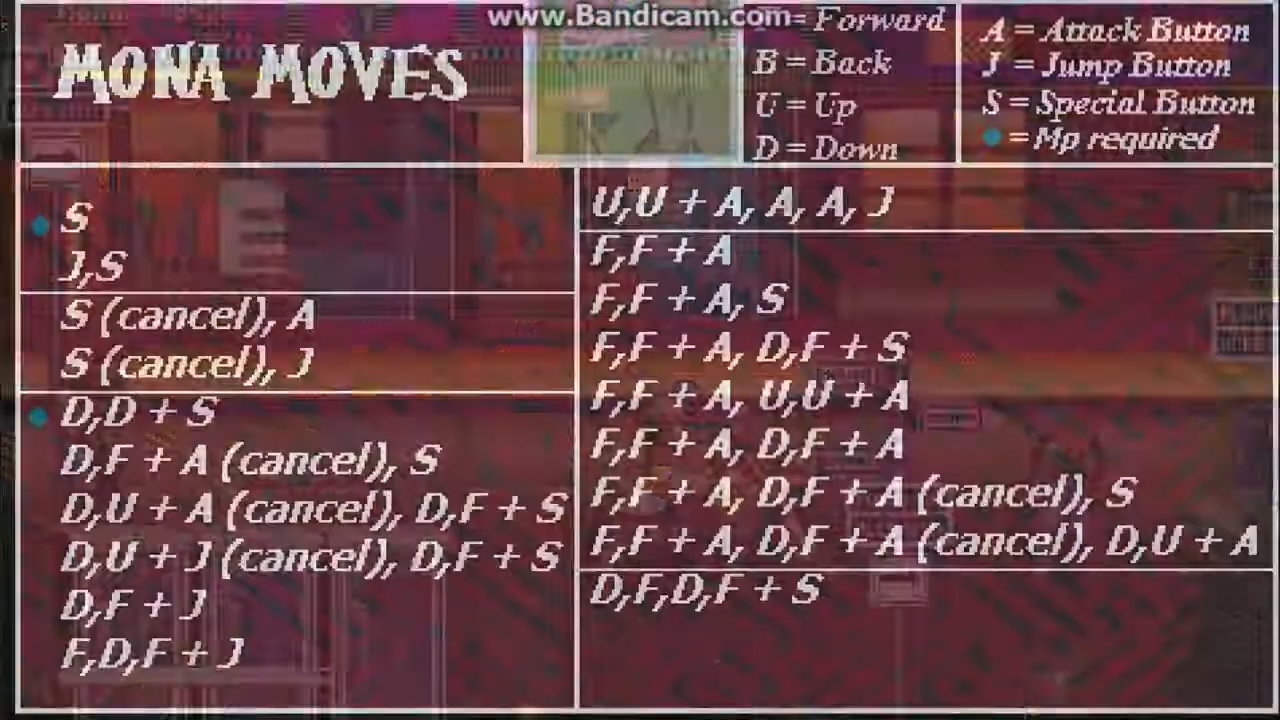 www.Bandicam.com
MONA MOVES
= Forward
B = Back
U = Up
D = Down
A = Attack Button
J = Jump Button
S = Special Button
= Mp required
S
J,S
S (cancel), A
S (cancel), J
D,D + S
D,F + A (cancel), S
D,U + A (cancel), D,F + S
D,U + J (cancel), D,F + S
D,F + J
F,D,F + J
U,U + A, A, A, J
F,F + A
F,F + A, S
F,F + A, D,F + S
F,F + A, U,U + A
F,F + A, D,F + A
F,F + A, D,F + A (cancel), S
F,F + A, D,F + A (cancel), D,U + A
D,F,D,F + S